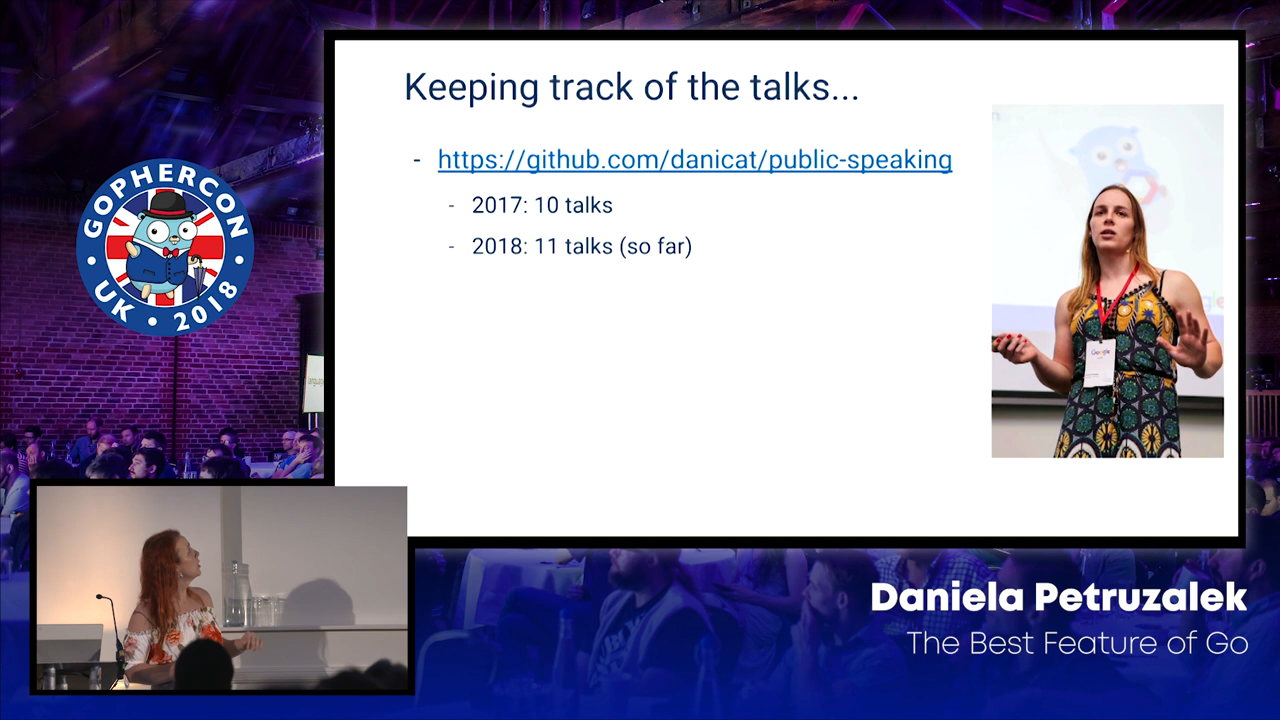 Keeping track of the talks...
- https://github.com/danicat/public-speaking
- 2017: 10 talks
- 2018: 11 talks (so far)
GOPHERCON
UK • 2018
Google
Daniela Petruzalek
The Best Feature of Go